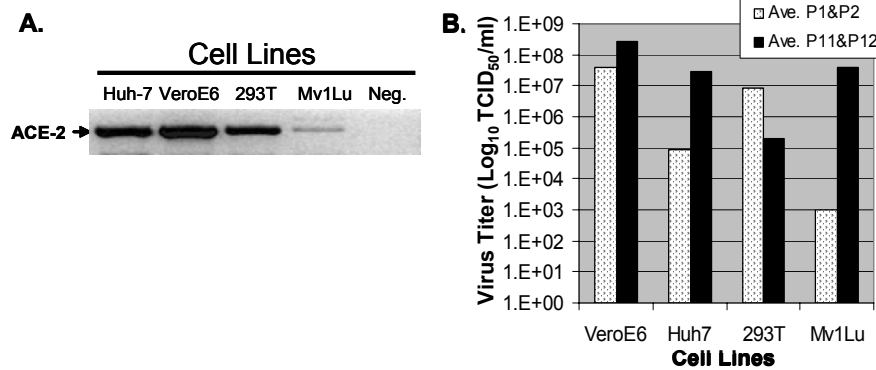 A.
Cell Lines
Huh-7 VeroE6 293T Mv1Lu Neg.
ACE-2
B.
Ave. P1&P2
Ave. P11&P12
Virus Titer (Log10 TCID50/ml)
1.E+09
1.E+08
1.E+07
1.E+06
1.E+05
1.E+04
1.E+03
1.E+02
1.E+01
1.E+00
VeroE6 Huh7 293T Mv1Lu
Cell Lines